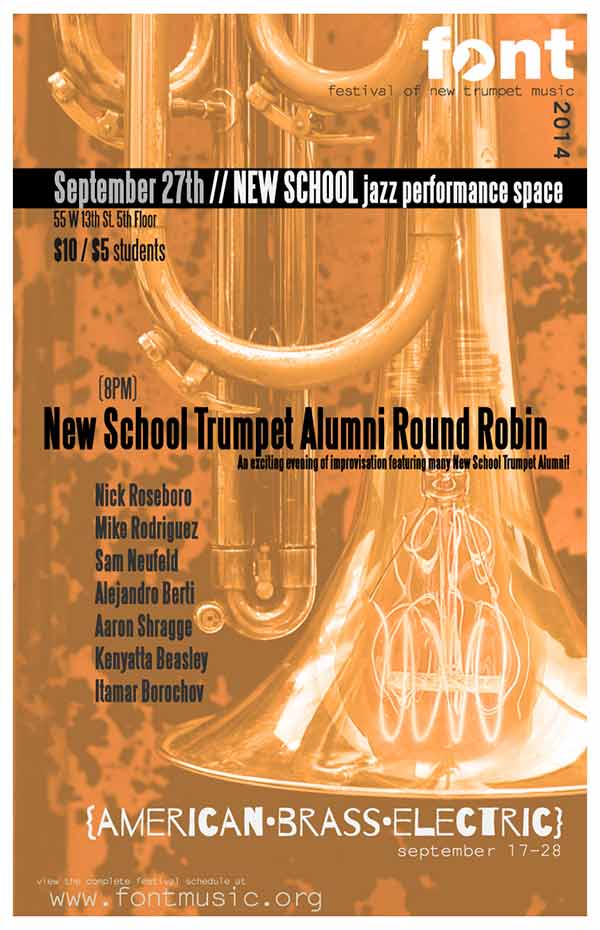 font
festival of new trumpet music
2014
September 27th // NEW SCHOOL jazz performance space
55 W 13th St. 5th Floor
$10 / $5 students
(8PM)
New School Trumpet Alumni Round Robin
An exciting evening of improvisation featuring many New School Trumpet Alumni!
Nick Roseboro
Mike Rodriguez
Sam Neufeld
Alejandro Berti
Aaron Shragge
Kenyatta Beasley
Itamar Borochov
{AMERICAN•BRASS•ELECTRIC}
september 17-28
view the complete festival schedule at
www.fontmusic.org